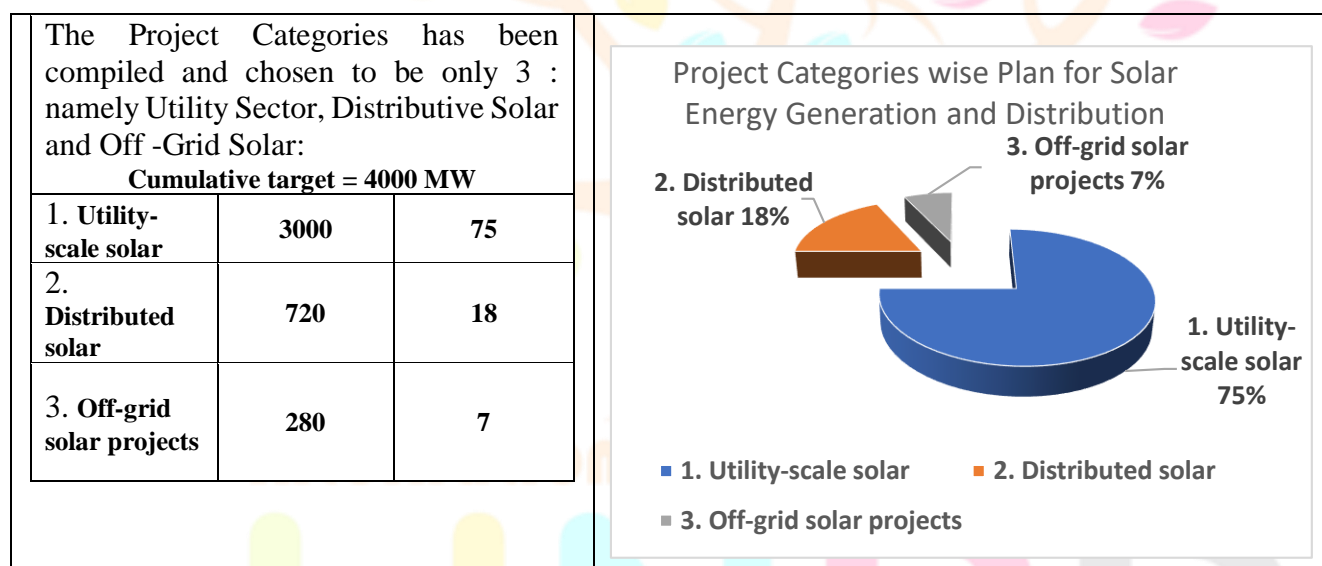 The Project Categories has been
compiled and chosen to be only 3 :
namely Utility Sector, Distributive Solar
and Off -Grid Solar:
Cumulative target = 4000 MW
1. Utility-
scale solar
3000
75
2.
Distributed
solar
720
18
3. Off-grid
solar projects
280
7
Project Categories wise Plan for Solar
Energy Generation and Distribution
3. Off-grid solar
projects 7%
2. Distributed
solar 18%
1. Utility-
scale solar
75%
1. Utility-scale solar
2. Distributed solar
3. Off-grid solar projects